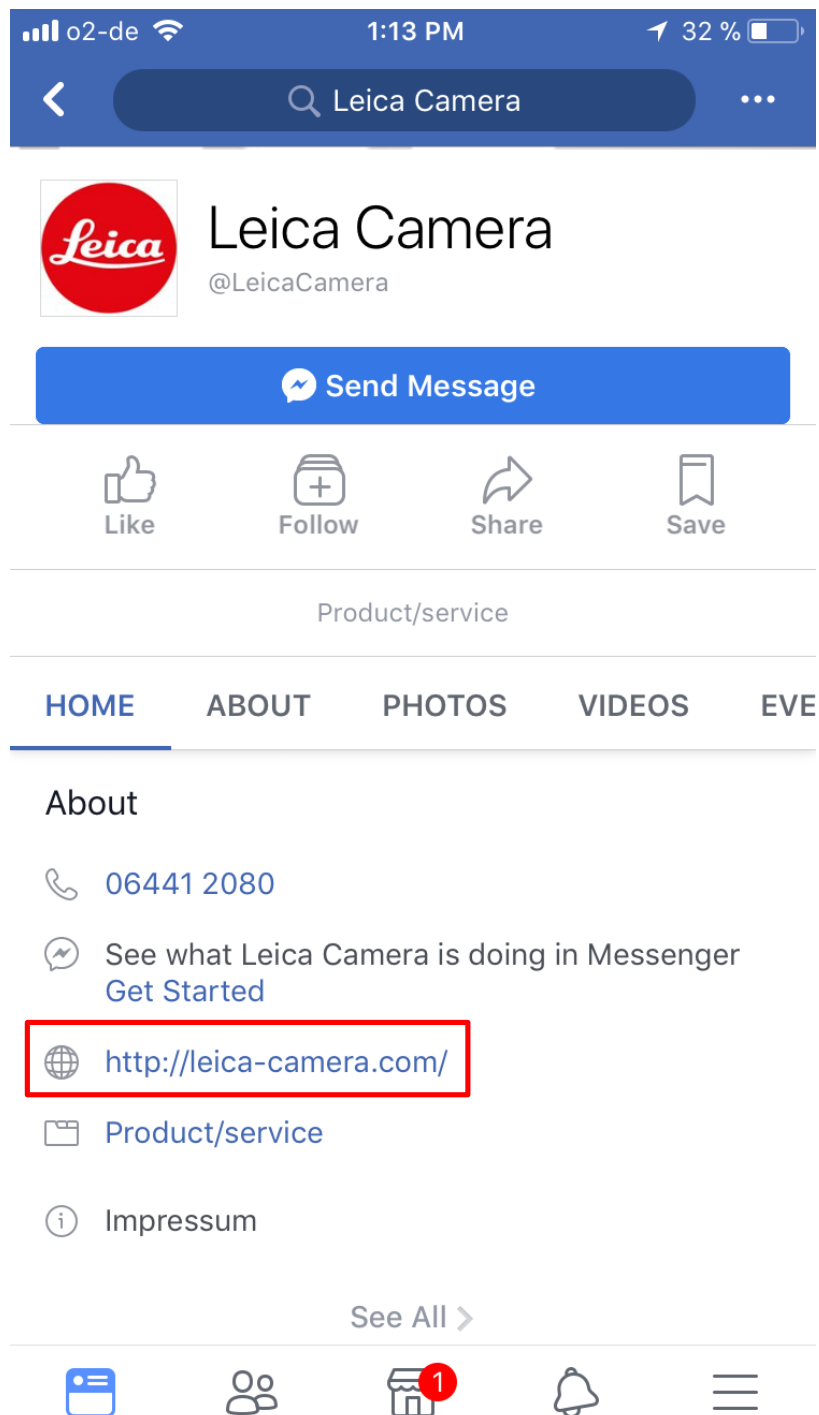 o2-de 1:13 PM 32 %
Leica Camera
Leica
Leica Camera
@LeicaCamera
Send Message
Like Follow Share Save
Product/service
HOME ABOUT PHOTOS VIDEOS EVE
About
06441 2080
See what Leica Camera is doing in Messenger
Get Started
http://leica-camera.com/
Product/service
Impressum
See All
1